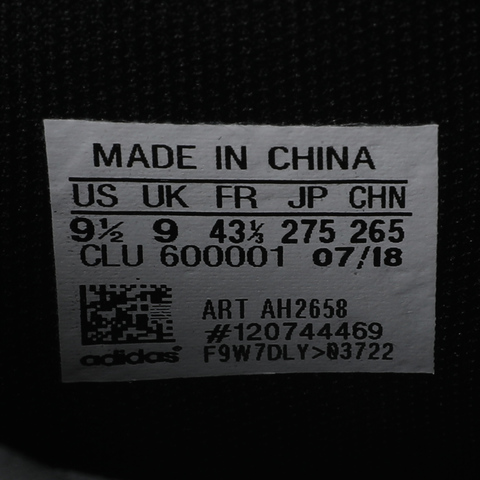 MADE IN CHINA
US UK FR JP CHN
9½ 9 43⅓ 275 265
CLU 600001 07/18
ART AH2658
#120744469
adidas®
F9W7DLY>03722